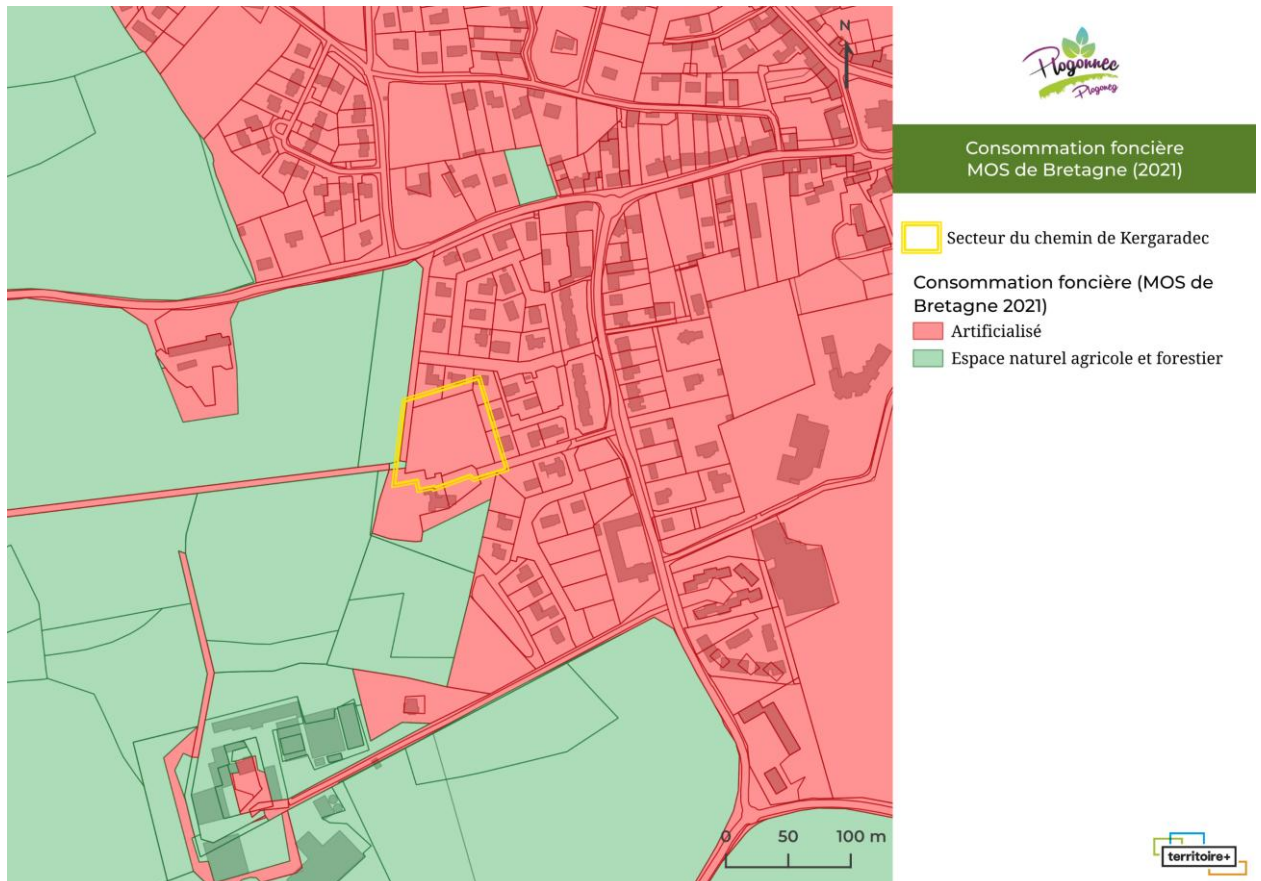 N
Plogonnec
Plogoneg
Consommation foncière
MOS de Bretagne (2021)
Secteur du chemin de Kergaradec
Consommation foncière (MOS de
Bretagne 2021)
Artificialisé
Espace naturel agricole et forestier
0 50 100 m
territoire+